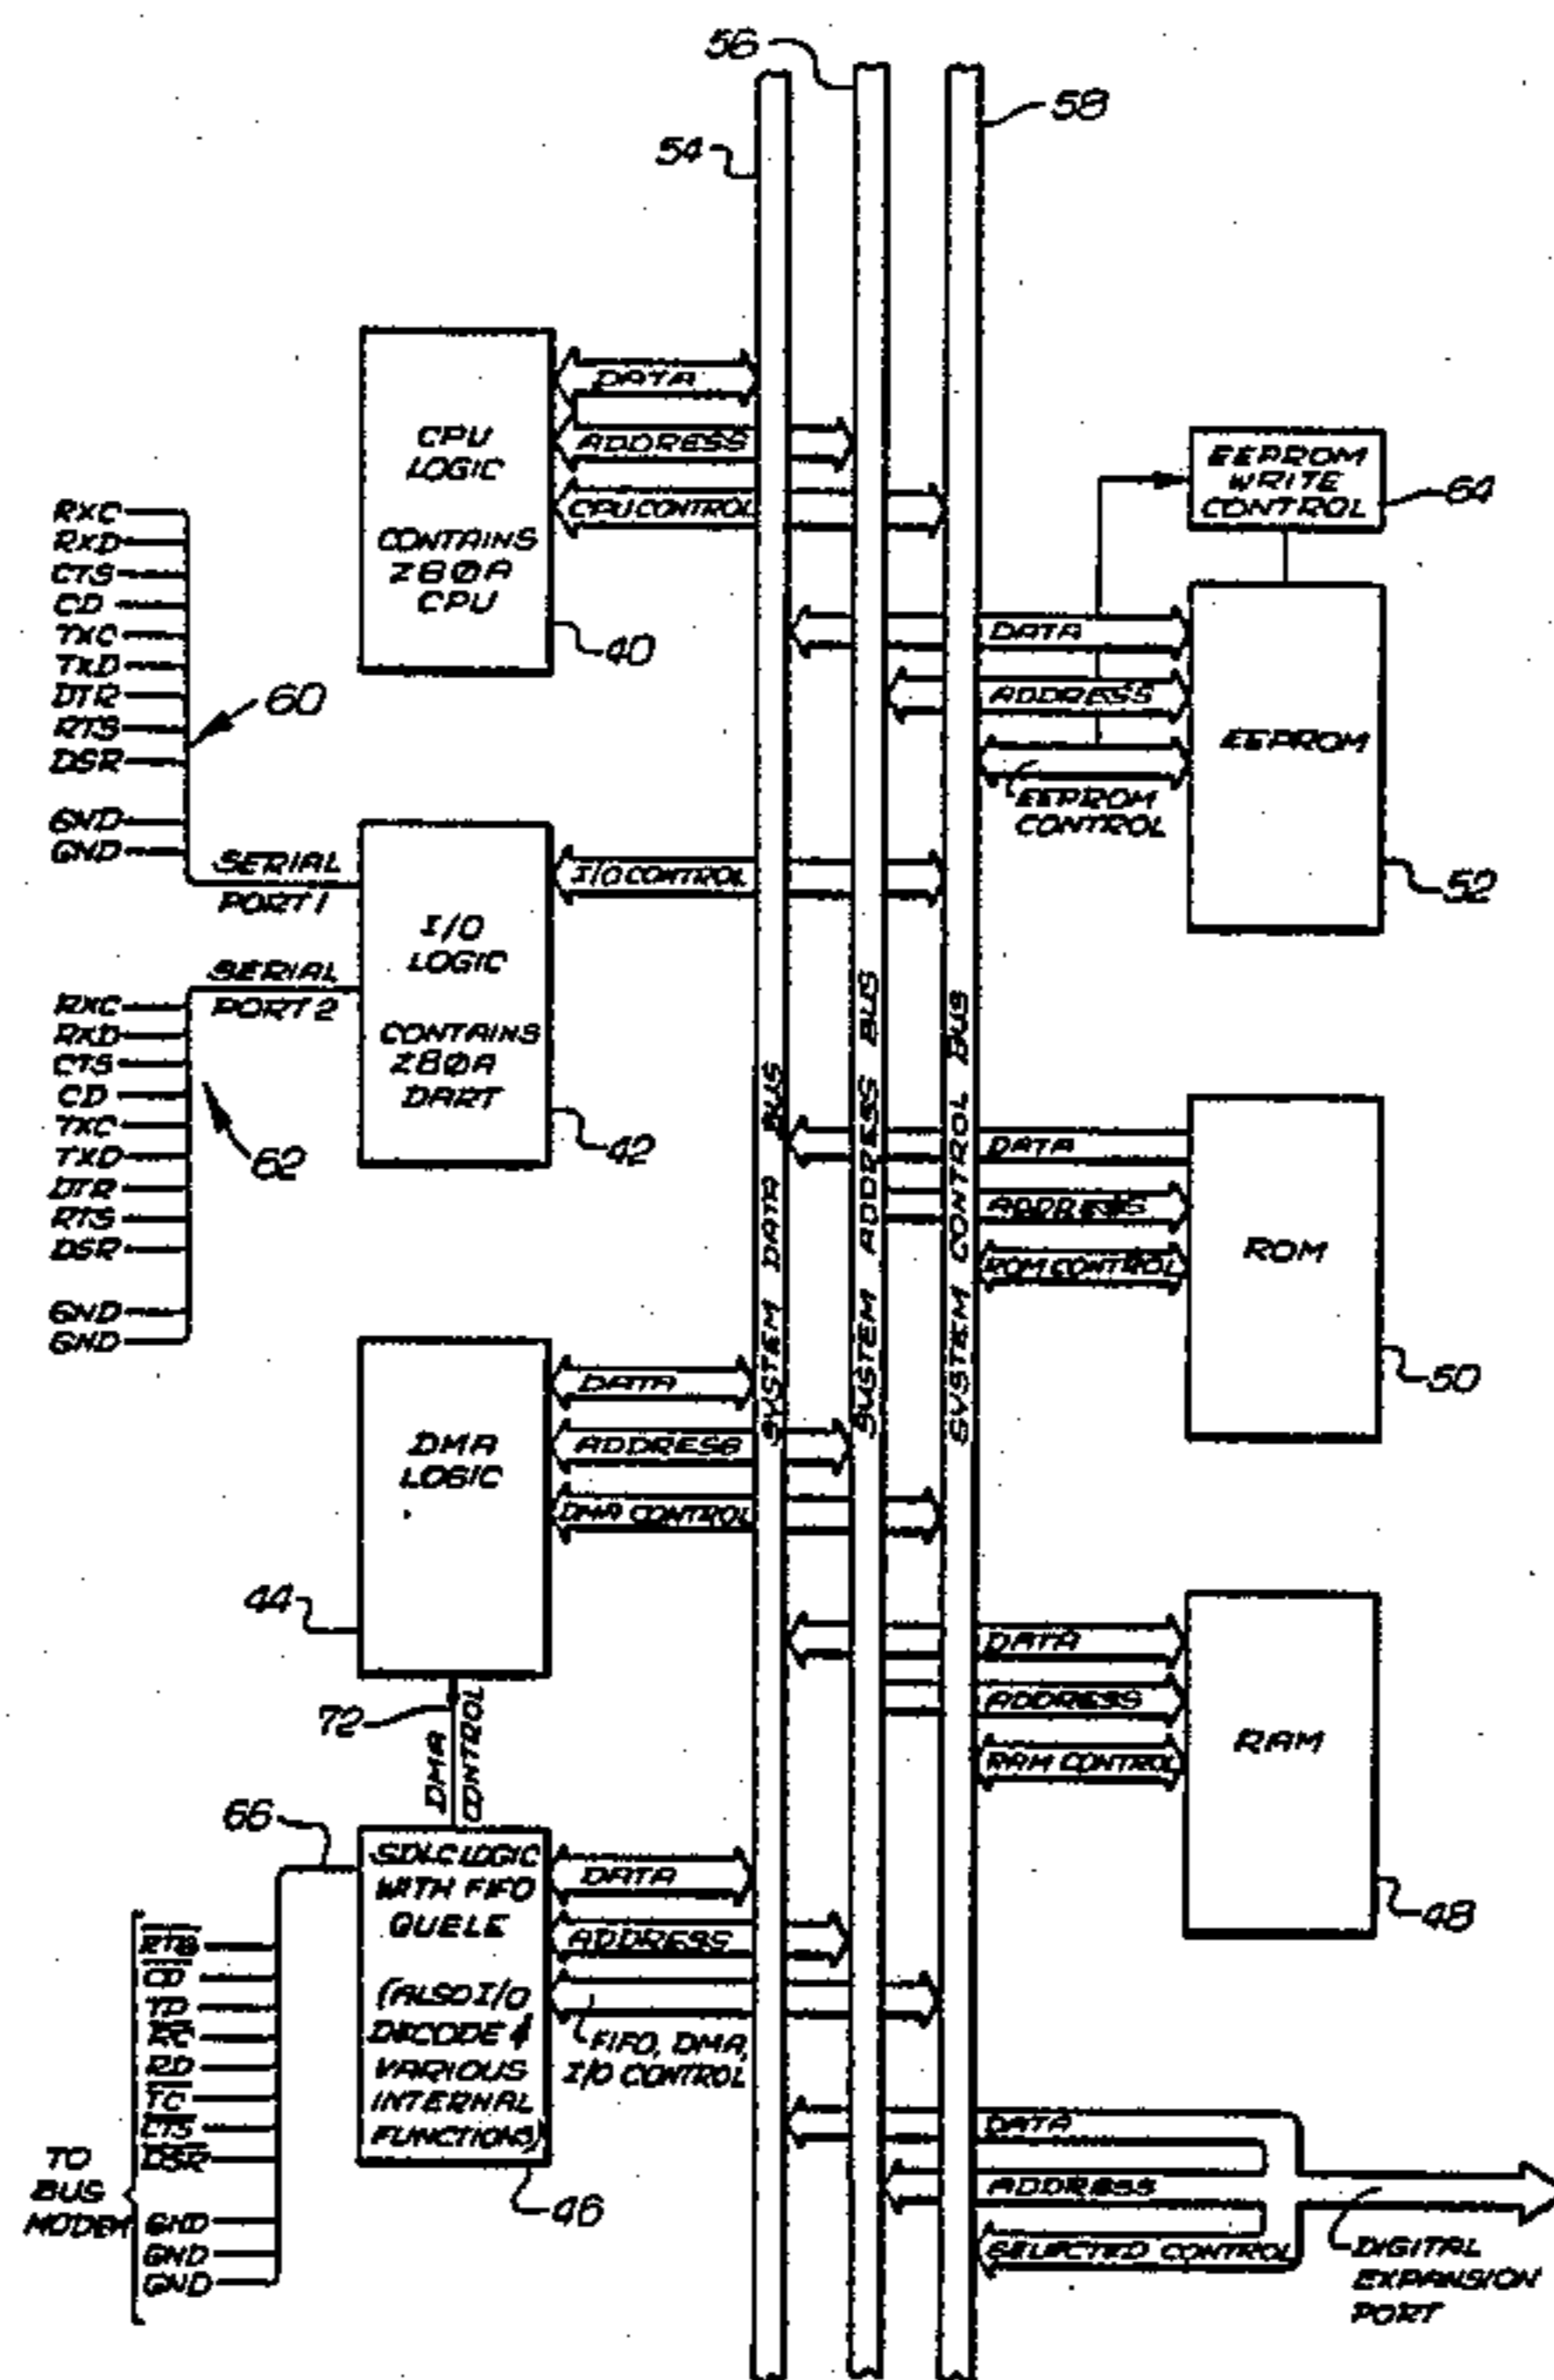 56
58
54
CPU
LOGIC
CONTAINS
Z80A
CPU
40
DATA
ADDRESS
CPU CONTROL
EEPROM
WRITE
CONTROL
64
DATA
ADDRESS
EEPROM
CONTROL
EEPROM
52
RXC
RXD
CTS
CD
TXC
TXD
DTR
RTS
DSR
GND
GND
60
SERIAL
PORT 1
SERIAL
PORT 2
I/O
LOGIC
CONTAINS
Z80A
DART
42
I/O CONTROL
RXC
RXD
CTS
CD
TXC
TXD
DTR
RTS
DSR
GND
GND
62
SYSTEM DATA BUS
SYSTEM ADDRESS BUS
SYSTEM CONTROL BUS
DATA
ADDRESS
ROM CONTROL
ROM
50
DMA
LOGIC
44
DATA
ADDRESS
DMA CONTROL
72
DMA
CONTROL
DATA
ADDRESS
RAM CONTROL
RAM
48
66
SDLC LOGIC
WITH FIFO
QUELE
(ALSO I/O
DECODE &
VARIOUS
INTERNAL
FUNCTIONS)
46
DATA
ADDRESS
FIFO, DMA,
I/O CONTROL
TO
BUS
MODEM
RTS
CD
TD
RC
RD
TC
CTS
DSR
GND
GND
GND
DATA
ADDRESS
SELECTED CONTROL
DIGITAL
EXPANSION
PORT